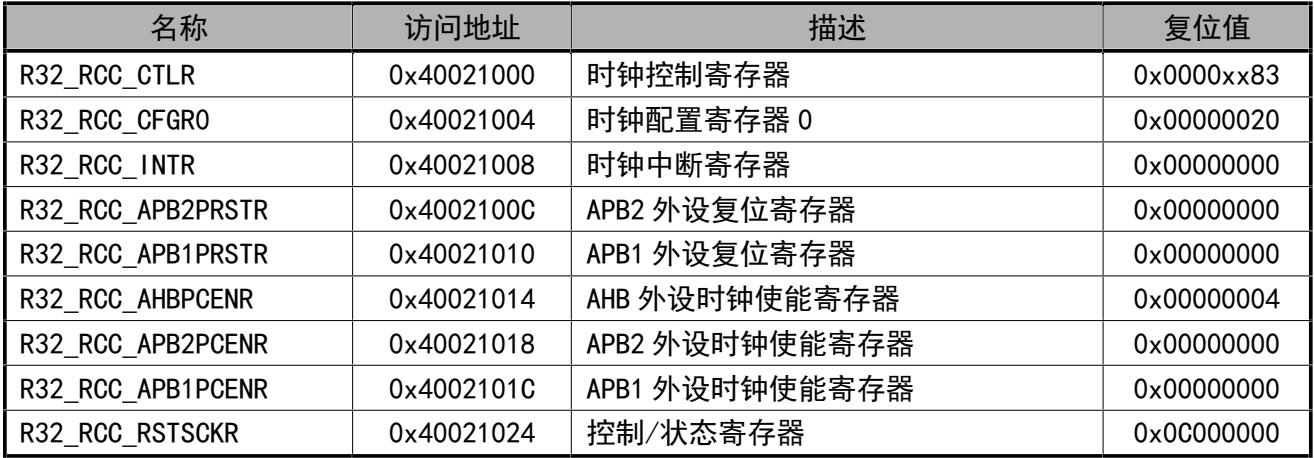 名称 访问地址 描述 复位值
R32_RCC_CTLR 0x40021000 时钟控制寄存器 0x0000xx83
R32_RCC_CFGR0 0x40021004 时钟配置寄存器 0 0x00000020
R32_RCC_INTR 0x40021008 时钟中断寄存器 0x00000000
R32_RCC_APB2PRSTR 0x4002100C APB2 外设复位寄存器 0x00000000
R32_RCC_APB1PRSTR 0x40021010 APB1 外设复位寄存器 0x00000000
R32_RCC_AHBPCENR 0x40021014 AHB 外设时钟使能寄存器 0x00000004
R32_RCC_APB2PCENR 0x40021018 APB2 外设时钟使能寄存器 0x00000000
R32_RCC_APB1PCENR 0x4002101C APB1 外设时钟使能寄存器 0x00000000
R32_RCC_RSTSCKR 0x40021024 控制/状态寄存器 0x0C000000